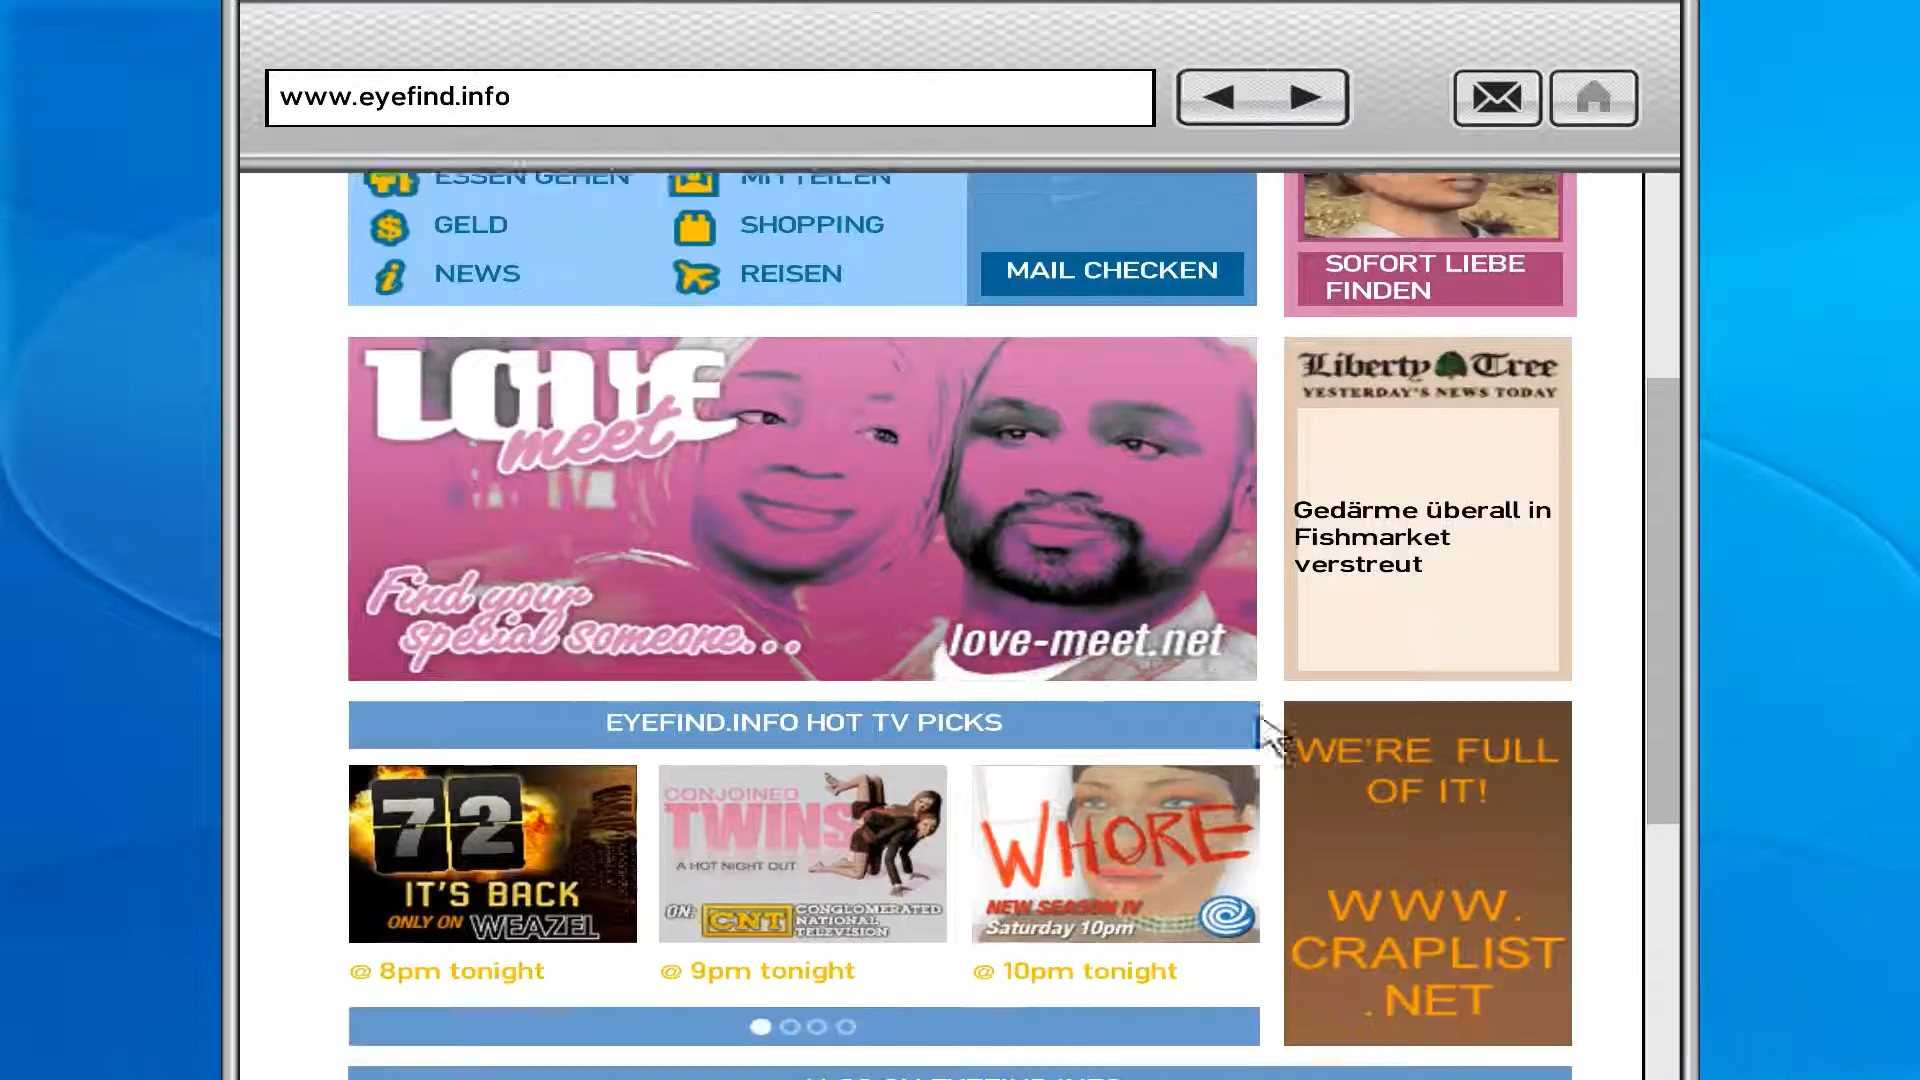 www.eyefind.info
ESSEN GEHEN
MITTEILEN
GELD
SHOPPING
NEWS
REISEN
MAIL CHECKEN
SOFORT LIEBE
FINDEN
LOVE
meet
Find your
special someone...
love-meet.net
Liberty Tree
YESTERDAY'S NEWS TODAY
Gedärme überall in
Fishmarket
verstreut
EYEFIND.INFO HOT TV PICKS
72
IT'S BACK
ONLY ON WEAZEL
@ 8pm tonight
CONJOINED
TWINS
A HOT NIGHT OUT
ON: CNT CONGLOMERATED
NATIONAL
TELEVISION
@ 9pm tonight
WHORE
NEW SEASON IV
Saturday 10pm
@ 10pm tonight
WE'RE FULL
OF IT!
WWW.
CRAPLIST
.NET